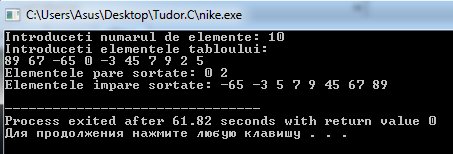 C:\Users\Asus\Desktop\Tudor.C\nike.exe
Introduceti numarul de elemente: 10
Introduceti elementele tabloului:
89 67 -65 0 -3 45 7 9 2 5
Elementele pare sortate: 0 2
Elementele impare sortate: -65 -3 5 7 9 45 67 89
--------------------------------
Process exited after 61.82 seconds with return value 0
Для продолжения нажмите любую клавишу . . .